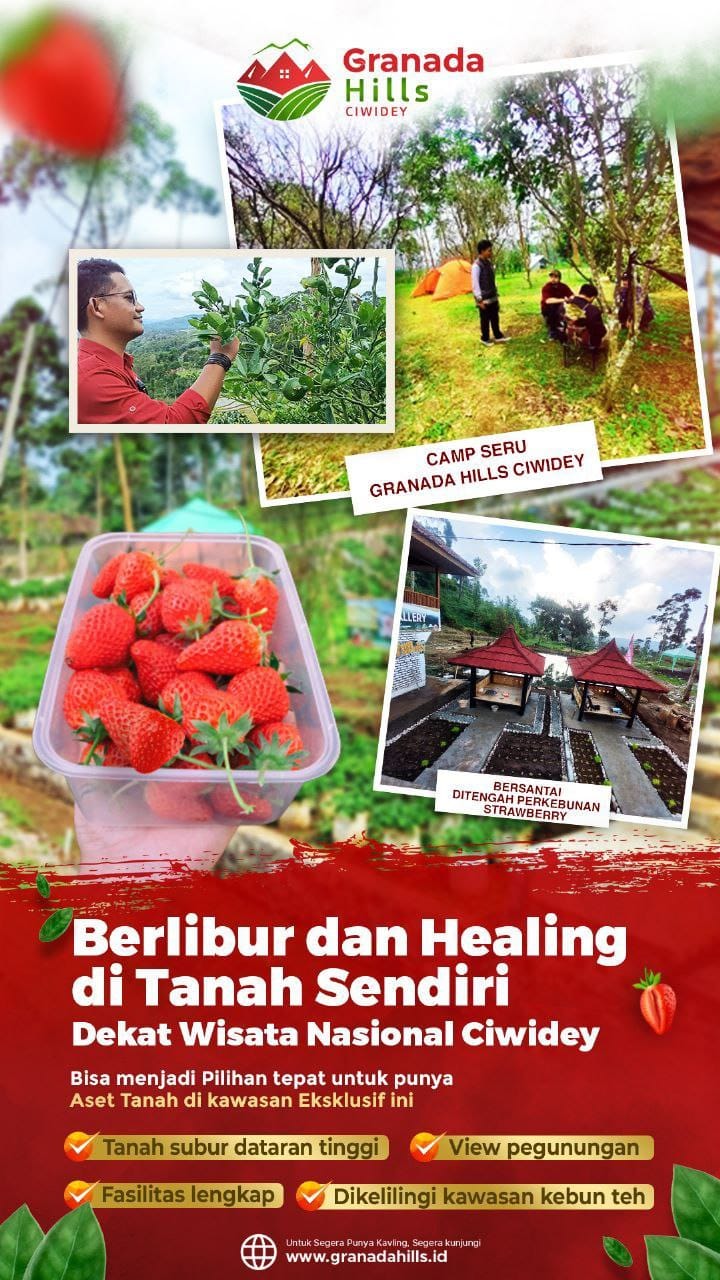 Granada
Hills
CIWIDEY
CAMP SERU
GRANADA HILLS CIWIDEY
LLERY
BERSANTAI
DITENGAH PERKEBUNAN
STRAWBERRY
Berlibur dan Healing
di Tanah Sendiri
Dekat Wisata Nasional Ciwidey
Bisa menjadi Pilihan tepat untuk punya
Aset Tanah di kawasan Eksklusif ini
Tanah subur dataran tinggi
View pegunungan
Fasilitas lengkap
Dikelilingi kawasan kebun teh
Untuk Segera Punya Kavling, Segera kunjungi
www.granadahills.id